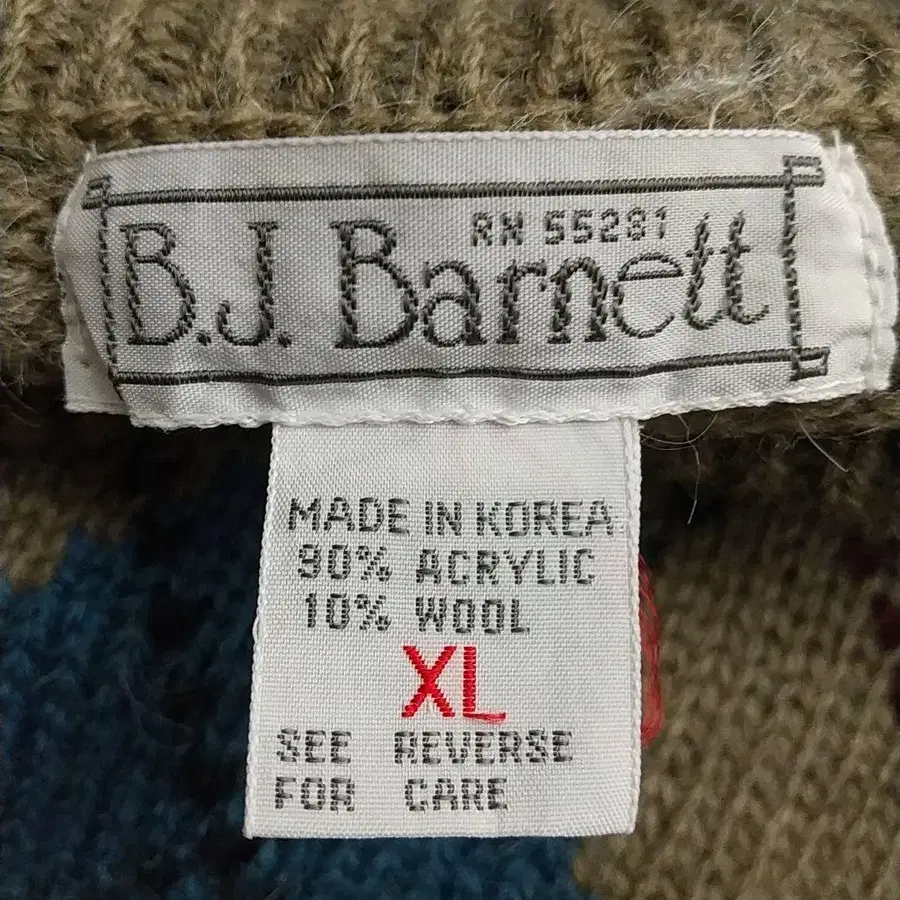 RN 55281
B.J. Barnett
MADE IN KOREA
90% ACRYLIC
10% WOOL
XL
SEE REVERSE
FOR CARE